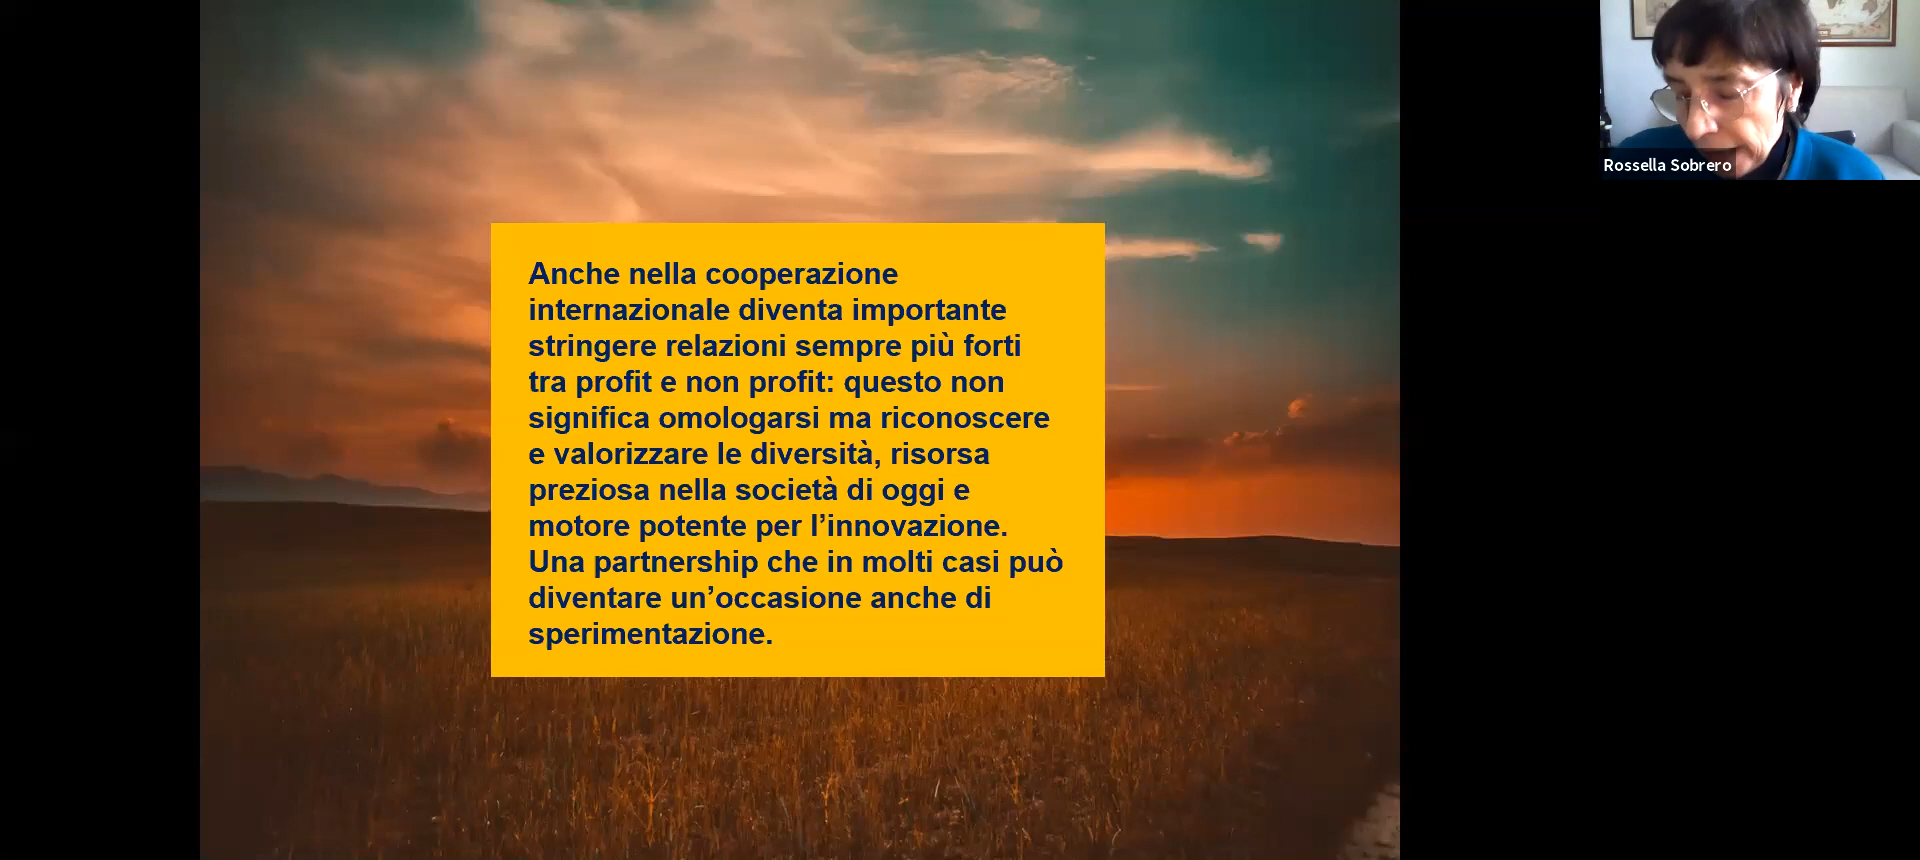 Anche nella cooperazione
internazionale diventa importante
stringere relazioni sempre più forti
tra profit e non profit: questo non
significa omologarsi ma riconoscere
e valorizzare le diversità, risorsa
preziosa nella società di oggi e
motore potente per l’innovazione.
Una partnership che in molti casi può
diventare un’occasione anche di
sperimentazione.
Rossella Sobrero